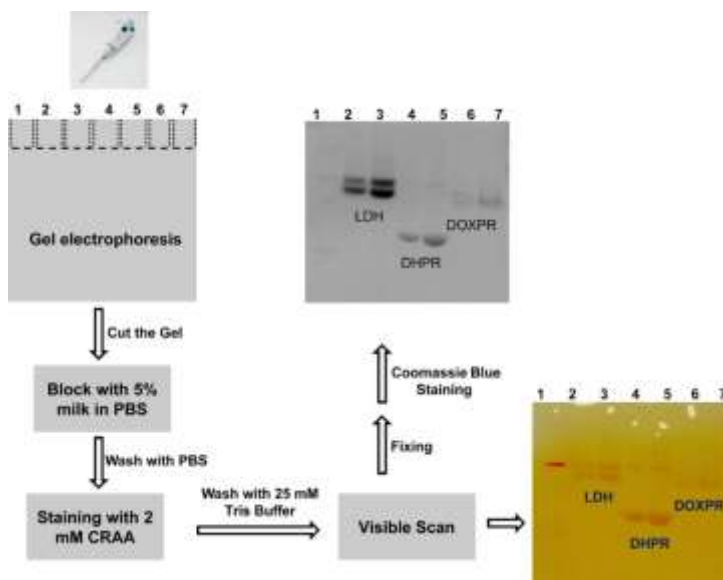 1 2 3 4 5 6 7
Gel electrophoresis
Cut the Gel
Block with 5%
milk in PBS
Wash with PBS
Staining with 2
mM CRAA
Wash with 25 mM
Tris Buffer
Visible Scan
Fixing
Coomassie Blue
Staining
1 2 3 4 5 6 7
LDH
DOXPR
DHPR
1 2 3 4 5 6 7
LDH
DOXPR
DHPR